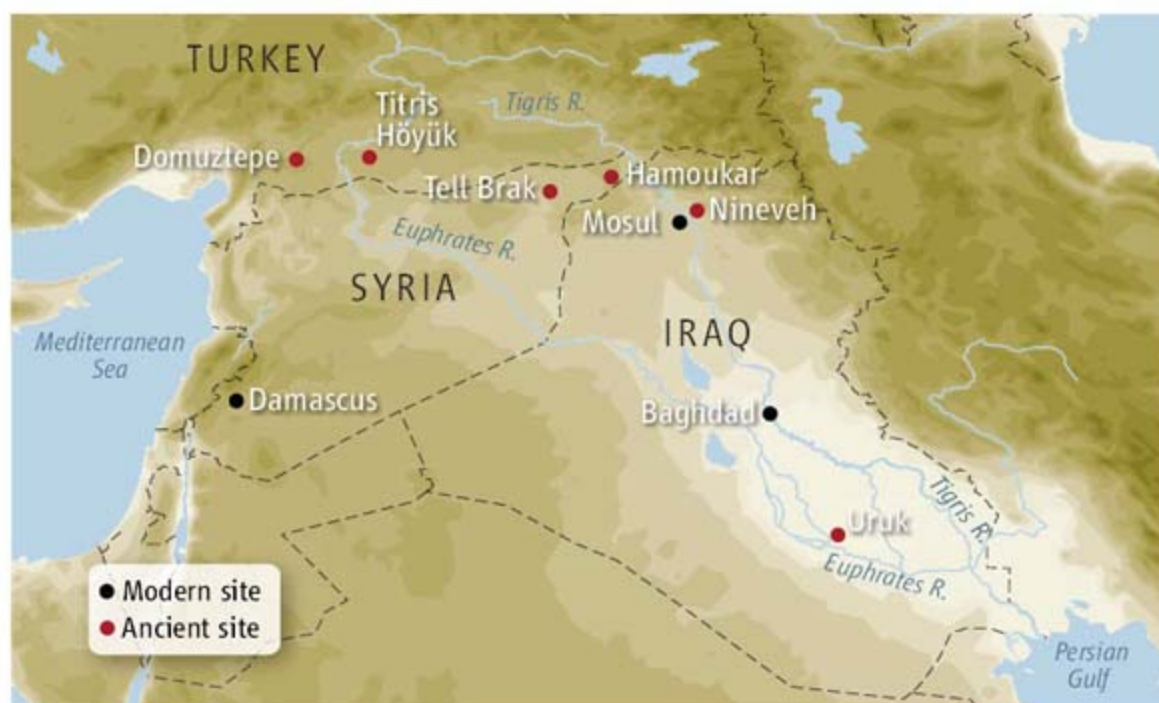 TURKEY
Titris
Höyük
Tigris R.
Domuztepe
Hamoukar
Tell Brak
Nineveh
Mosul
Euphrates R.
SYRIA
IRAQ
Mediterranean
Sea
Damascus
Baghdad
Tigris R.
Uruk
Euphrates R.
Modern site
Ancient site
Persian
Gulf